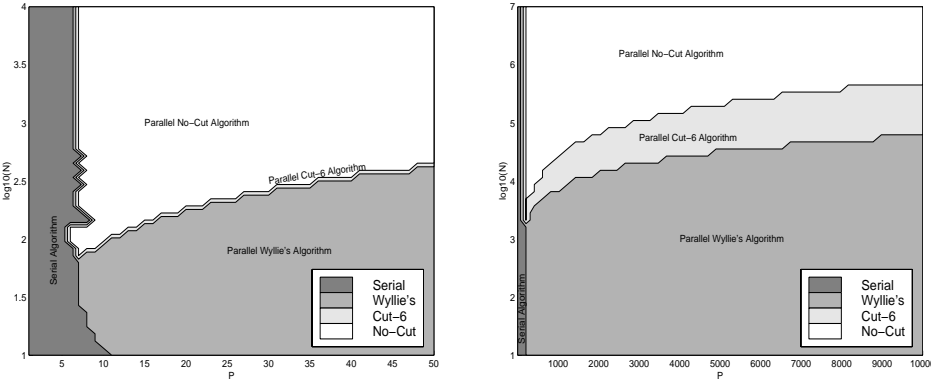 4
3.5
3
2.5
2
1.5
1
log10(N)
5
10
15
20
25
30
35
40
45
50
P
Parallel No−Cut Algorithm
Parallel Cut−6 Algorithm
Parallel Wyllie's Algorithm
Serial Algorithm
Serial
Wyllie's
Cut−6
No−Cut
7
6
5
4
3
2
1
log10(N)
1000
2000
3000
4000
5000
6000
7000
8000
9000
1000
P
Parallel No−Cut Algorithm
Parallel Cut−6 Algorithm
Parallel Wyllie's Algorithm
Serial Algorithm
Serial
Wyllie's
Cut−6
No−Cut